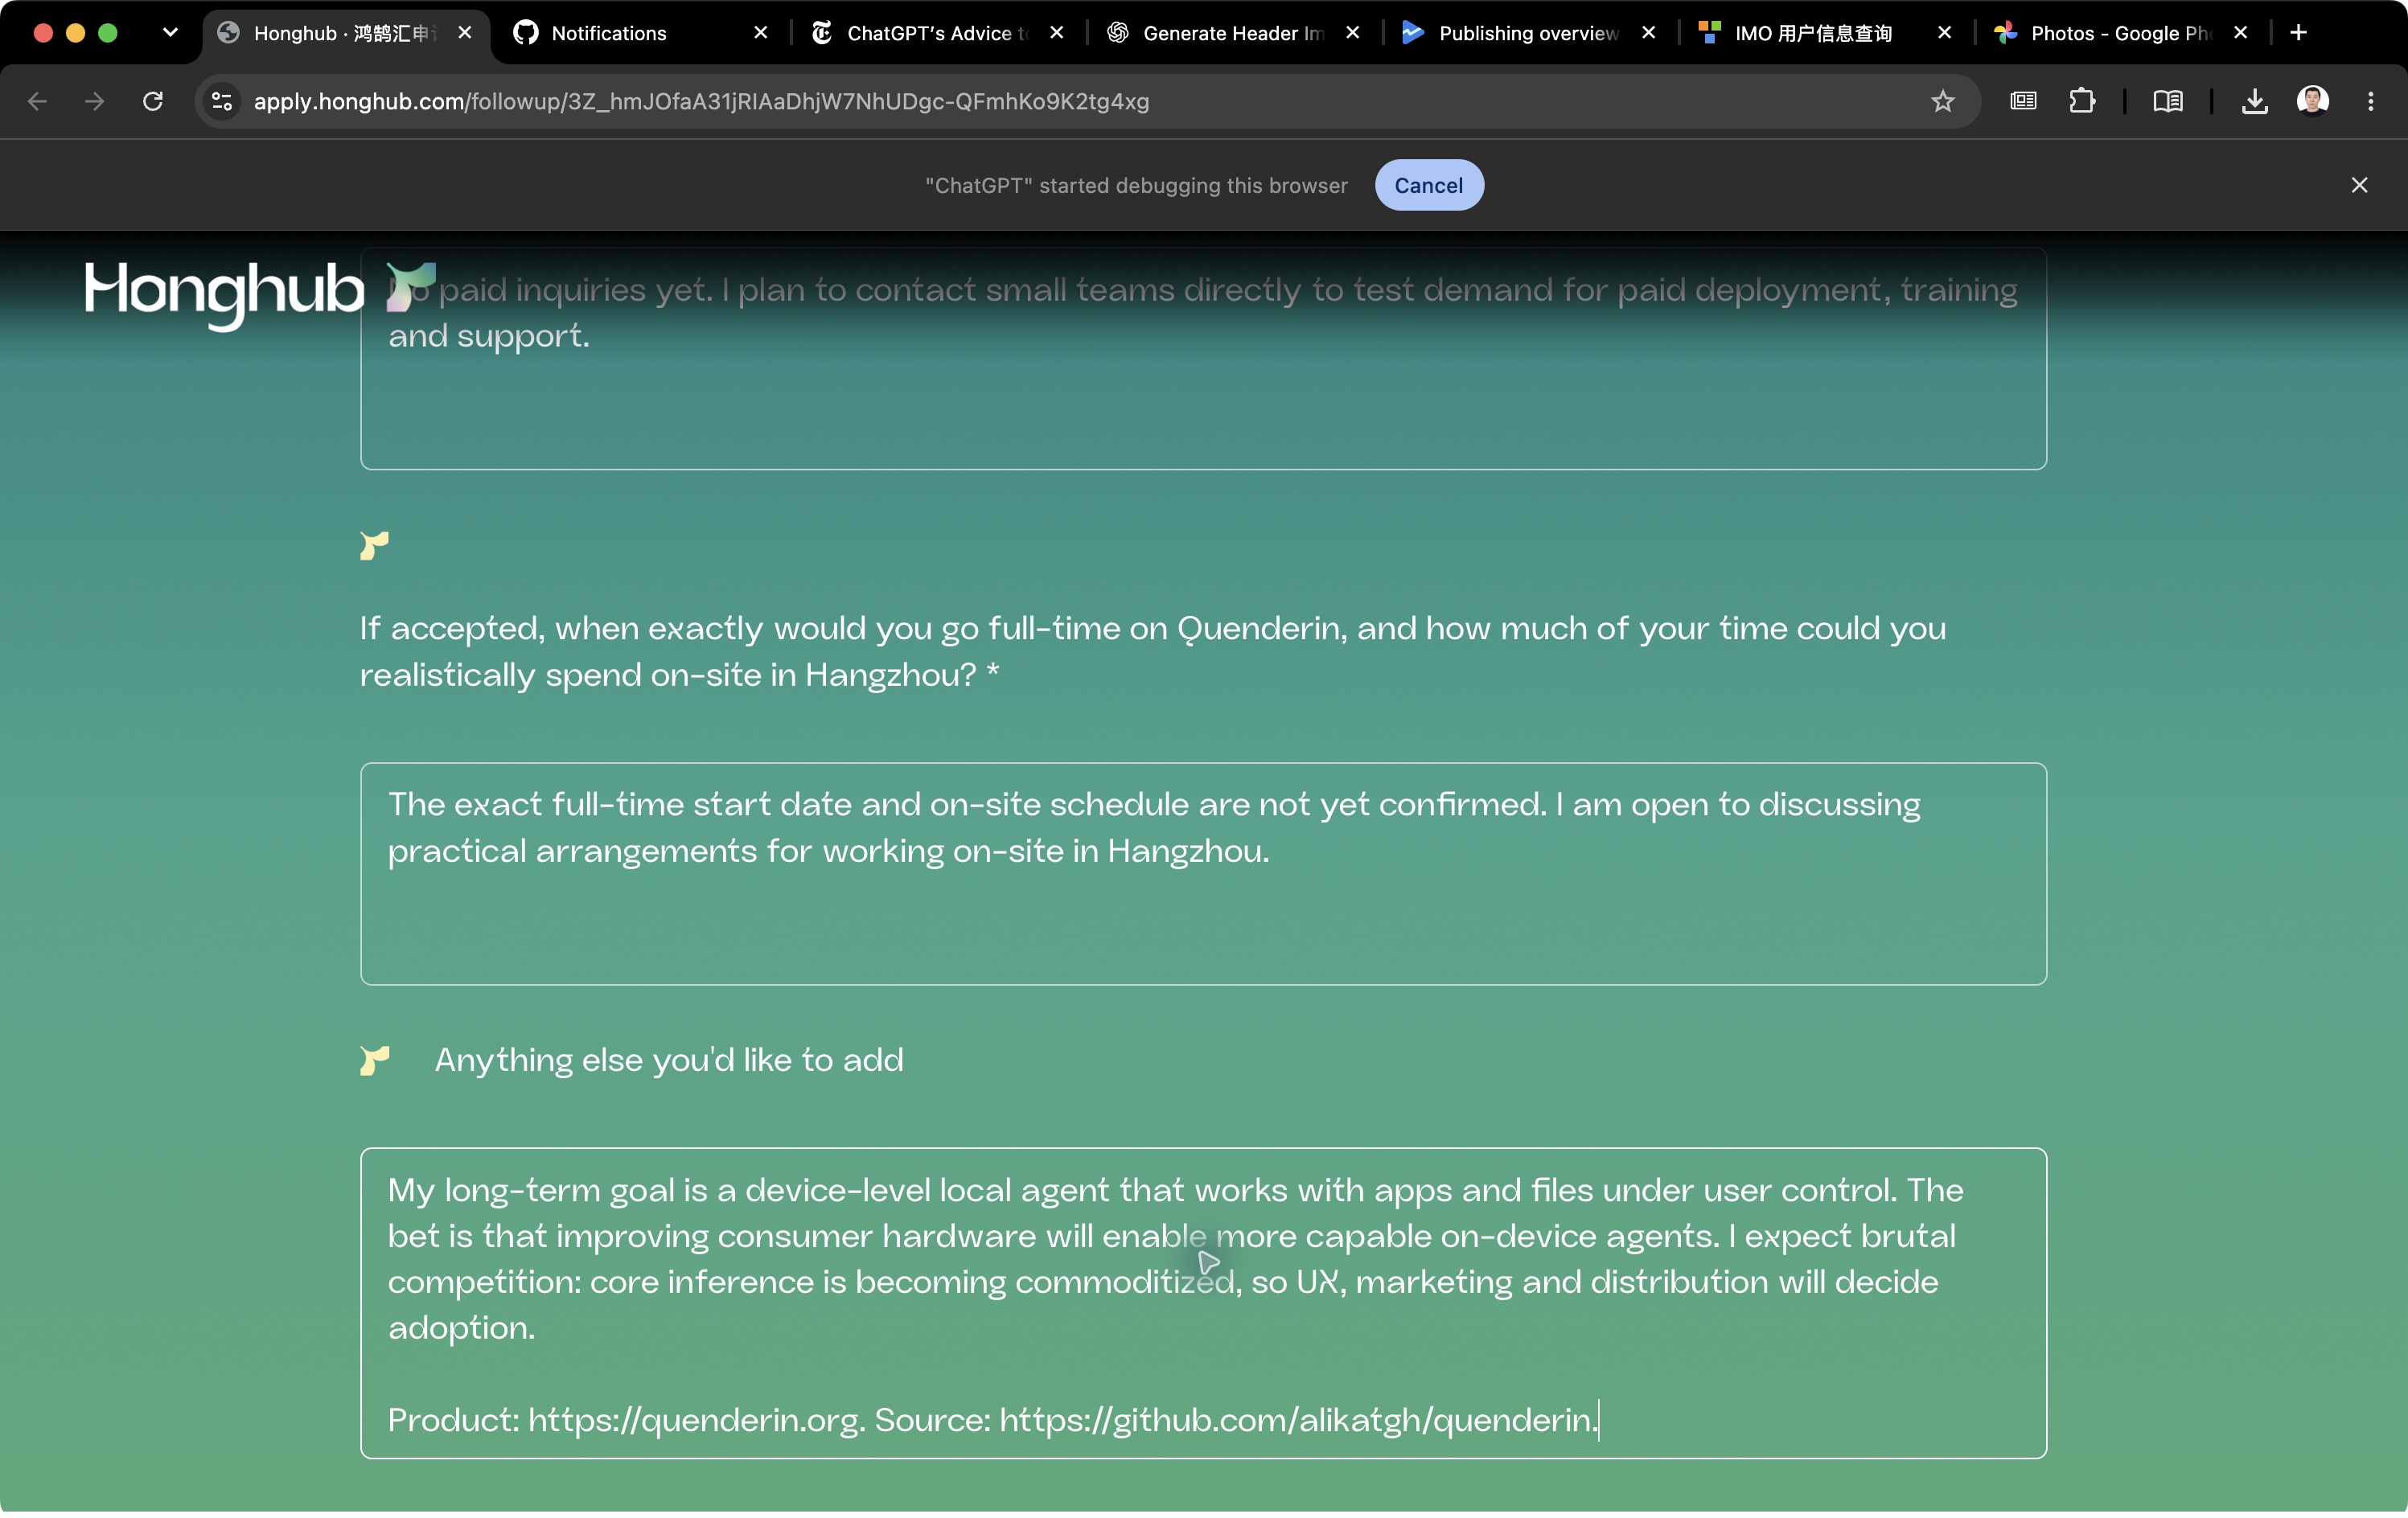 Honghub · 鸿鹄汇申
Notifications
ChatGPT's Advice to
Generate Header Im
Publishing overview
IMO 用户信息查询
Photos - Google Pho
apply.honghub.com/followup/3Z_hmJOfaA31jRIAaDhjW7NhUDgc-QFmhKo9K2tg4xg
"ChatGPT" started debugging this browser
Cancel
Honghub
No paid inquiries yet. I plan to contact small teams directly to test demand for paid deployment, training
and support.
If accepted, when exactly would you go full-time on Quenderin, and how much of your time could you
realistically spend on-site in Hangzhou? *
The exact full-time start date and on-site schedule are not yet confirmed. I am open to discussing
practical arrangements for working on-site in Hangzhou.
Anything else you'd like to add
My long-term goal is a device-level local agent that works with apps and files under user control. The
bet is that improving consumer hardware will enable more capable on-device agents. I expect brutal
competition: core inference is becoming commoditized, so UX, marketing and distribution will decide
adoption.
Product: https://quenderin.org. Source: https://github.com/alikatgh/quenderin.